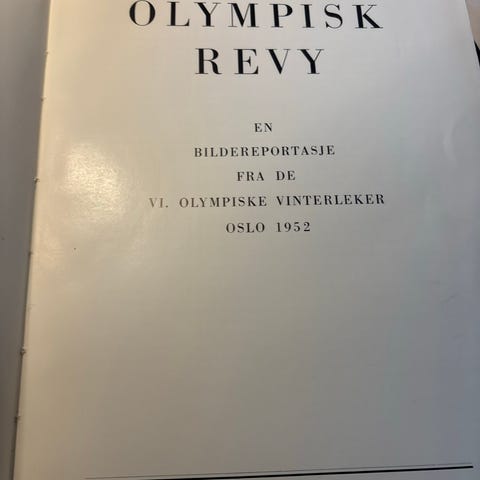 OLYMPISK
REVY
EN
BILDEREPORTASJE
FRA DE
VI. OLYMPISKE VINTERLEKER
OSLO 1952